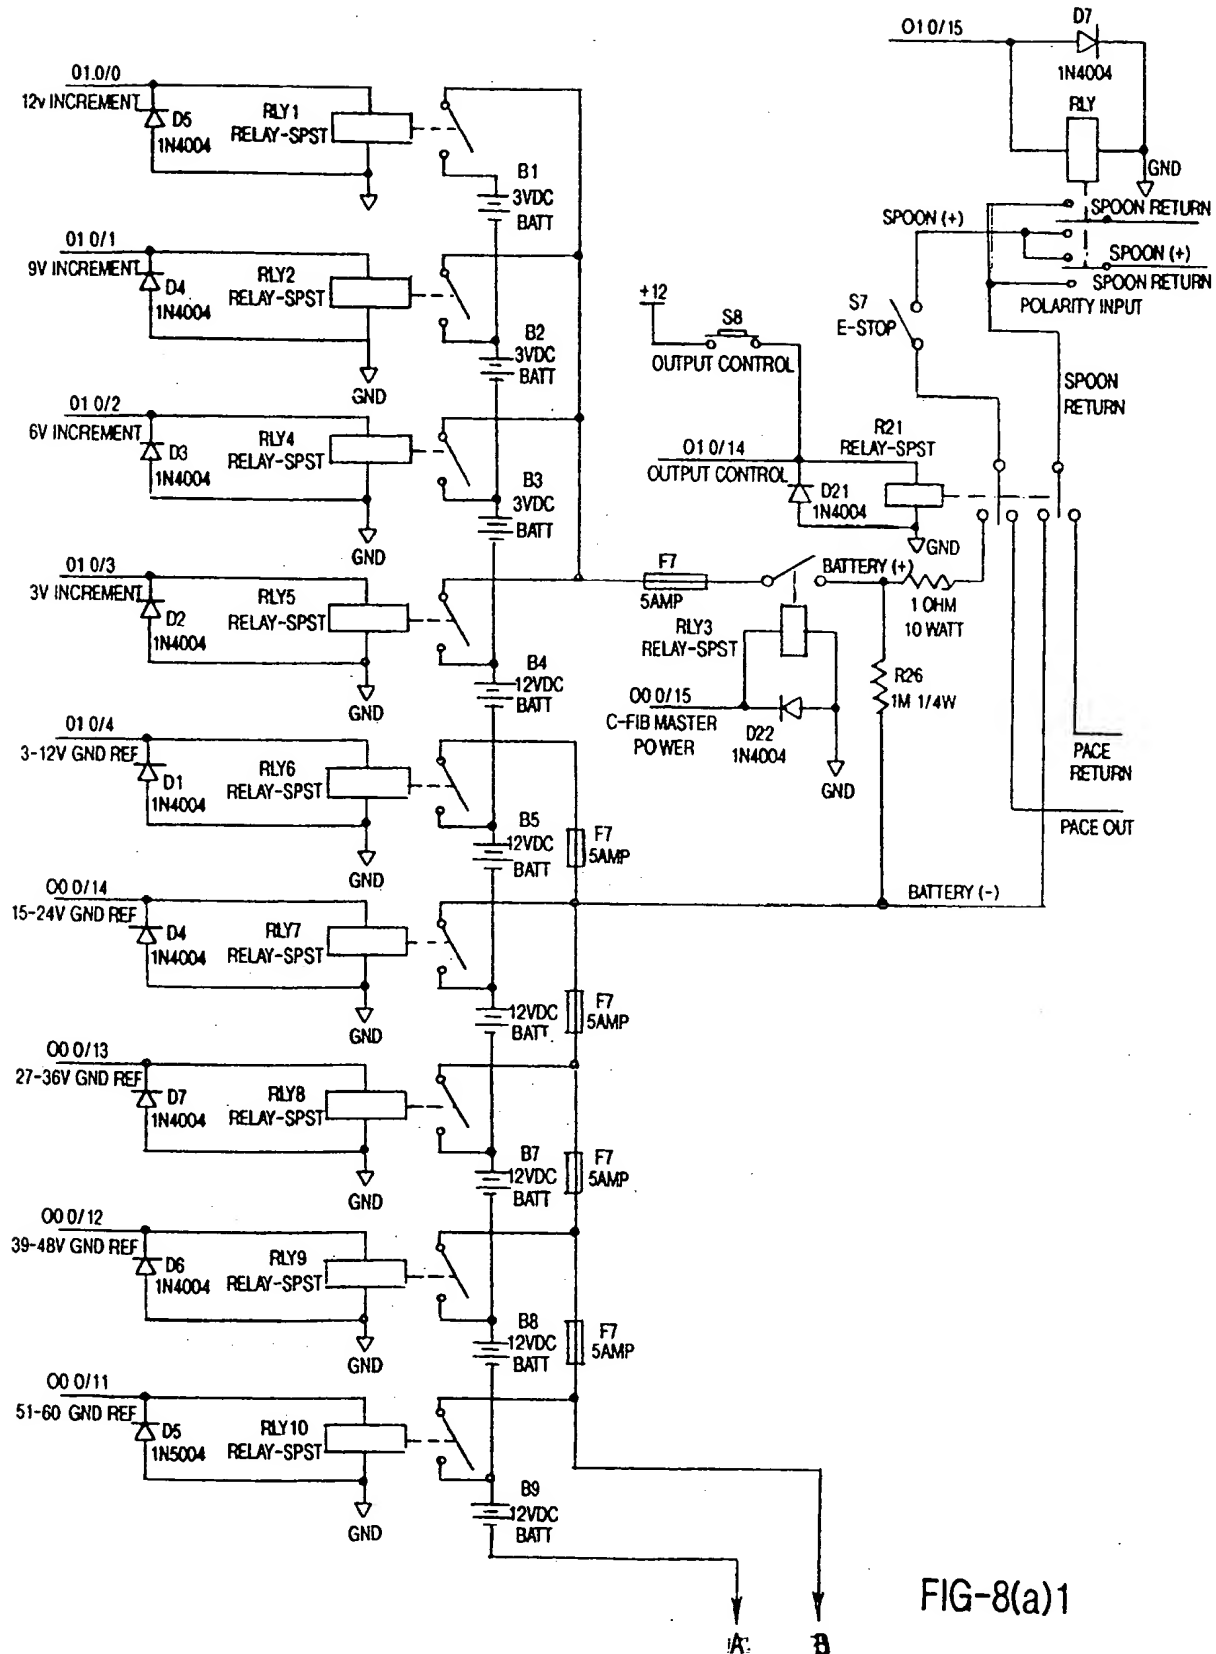 01.0/0
12v INCREMENT
D5
1N4004
RLY1
RELAY-SPST
B1
3VDC
BATT
01 0/1
9V INCREMENT
D4
1N4004
RLY2
RELAY-SPST
GND
B2
3VDC
BATT
01 0/2
6V INCREMENT
D3
1N4004
RLY4
RELAY-SPST
GND
B3
3VDC
BATT
01 0/3
3V INCREMENT
D2
1N4004
RLY5
RELAY-SPST
GND
B4
12VDC
BATT
01 0/4
3-12V GND REF
D1
1N4004
RLY6
RELAY-SPST
GND
B5
12VDC
BATT
F7
5AMP
O0 0/14
15-24V GND REF
D4
1N4004
RLY7
RELAY-SPST
GND
12VDC
BATT
F7
5AMP
O0 0/13
27-36V GND REF
D7
1N4004
RLY8
RELAY-SPST
GND
B7
12VDC
BATT
F7
5AMP
O0 0/12
39-48V GND REF
D6
1N4004
RLY9
RELAY-SPST
GND
B8
12VDC
BATT
F7
5AMP
O0 0/11
51-60 GND REF
D5
1N5004
RLY10
RELAY-SPST
GND
B9
12VDC
BATT
O1 0/15
D7
1N4004
RLY
GND
SPOON RETURN
SPOON (+)
SPOON (+)
SPOON RETURN
POLARITY INPUT
S7
E-STOP
+12
S8
OUTPUT CONTROL
SPOON
RETURN
R21
RELAY-SPST
01 0/14
OUTPUT CONTROL
D21
1N4004
GND
F7
5AMP
BATTERY (+)
1 OHM
10 WATT
RLY3
RELAY-SPST
R26
1M 1/4W
O0 0/15
C-FIB MASTER
POWER
D22
1N4004
GND
PACE
RETURN
PACE OUT
BATTERY (-)
A
B
FIG-8(a)1